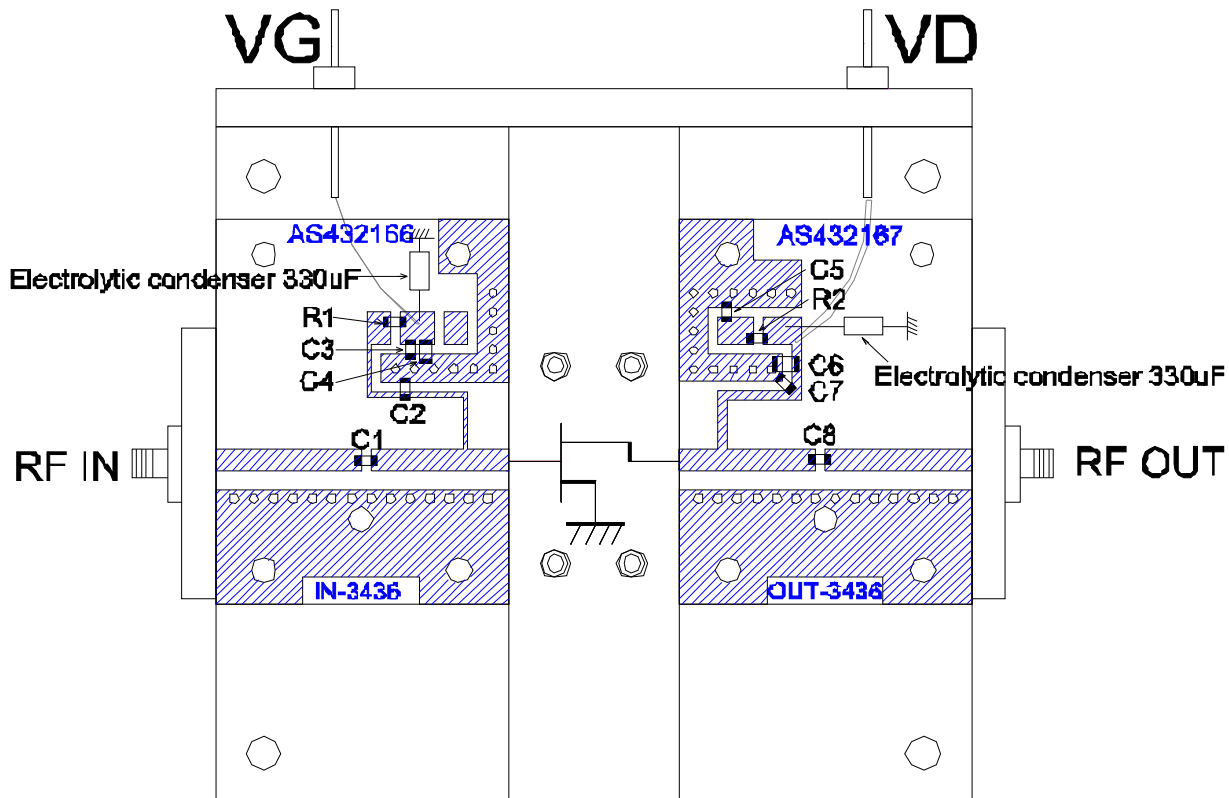 VG
VD
AS432166
AS432167
Electrolytic condenser 330uF
C5
R2
R1
C3
C4
C6
C7
Electrolytic condenser 330uF
C2
C1
C8
RF IN
RF OUT
IN-3436
OUT-3436